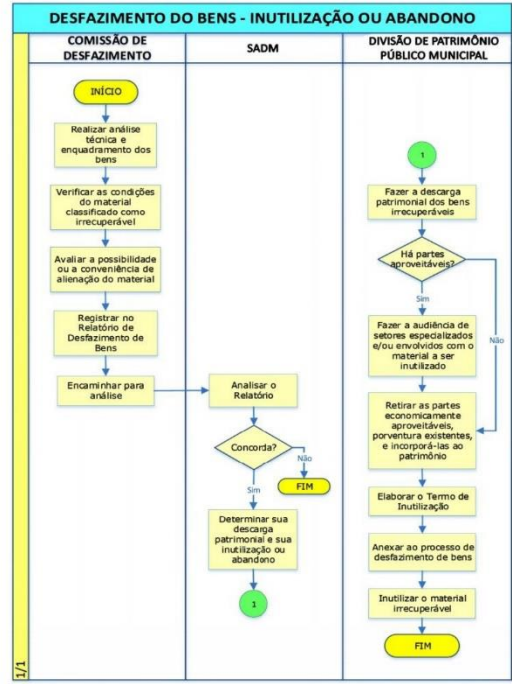 DESFAZIMENTO DO BENS - INUTILIZAÇÃO OU ABANDONO
COMISSÃO DE
DESFAZIMENTO
SADM
DIVISÃO DE PATRIMÔNIO
PÚBLICO MUNICIPAL
INÍCIO
Realizar análise
técnica e
enquadramento dos
bens
Verificar as condições
do material
classificado como
irrecuperável
Avaliar a possibilidade
ou a conveniência de
alienação do material
Registrar no
Relatório de
Desfazimento de
Bens
Encaminhar para
análise
Analisar o
Relatório
Concorda?
Não
FIM
Sim
Determinar sua
descarga
patrimonial e sua
inutilização ou
abandono
1
1
Fazer a descarga
patrimonial dos bens
irrecuperáveis
Há partes
aproveitáveis?
Sim
Não
Fazer a audiência de
setores especializados
e/ou envolvidos com o
material a ser
inutilizado
Retirar as partes
economicamente
aproveitáveis,
porventura existentes,
e incorporá-las ao
patrimônio
Elaborar o Termo de
Inutilização
Anexar ao processo de
desfazimento de bens
Inutilizar o material
irrecuperável
FIM
1/1